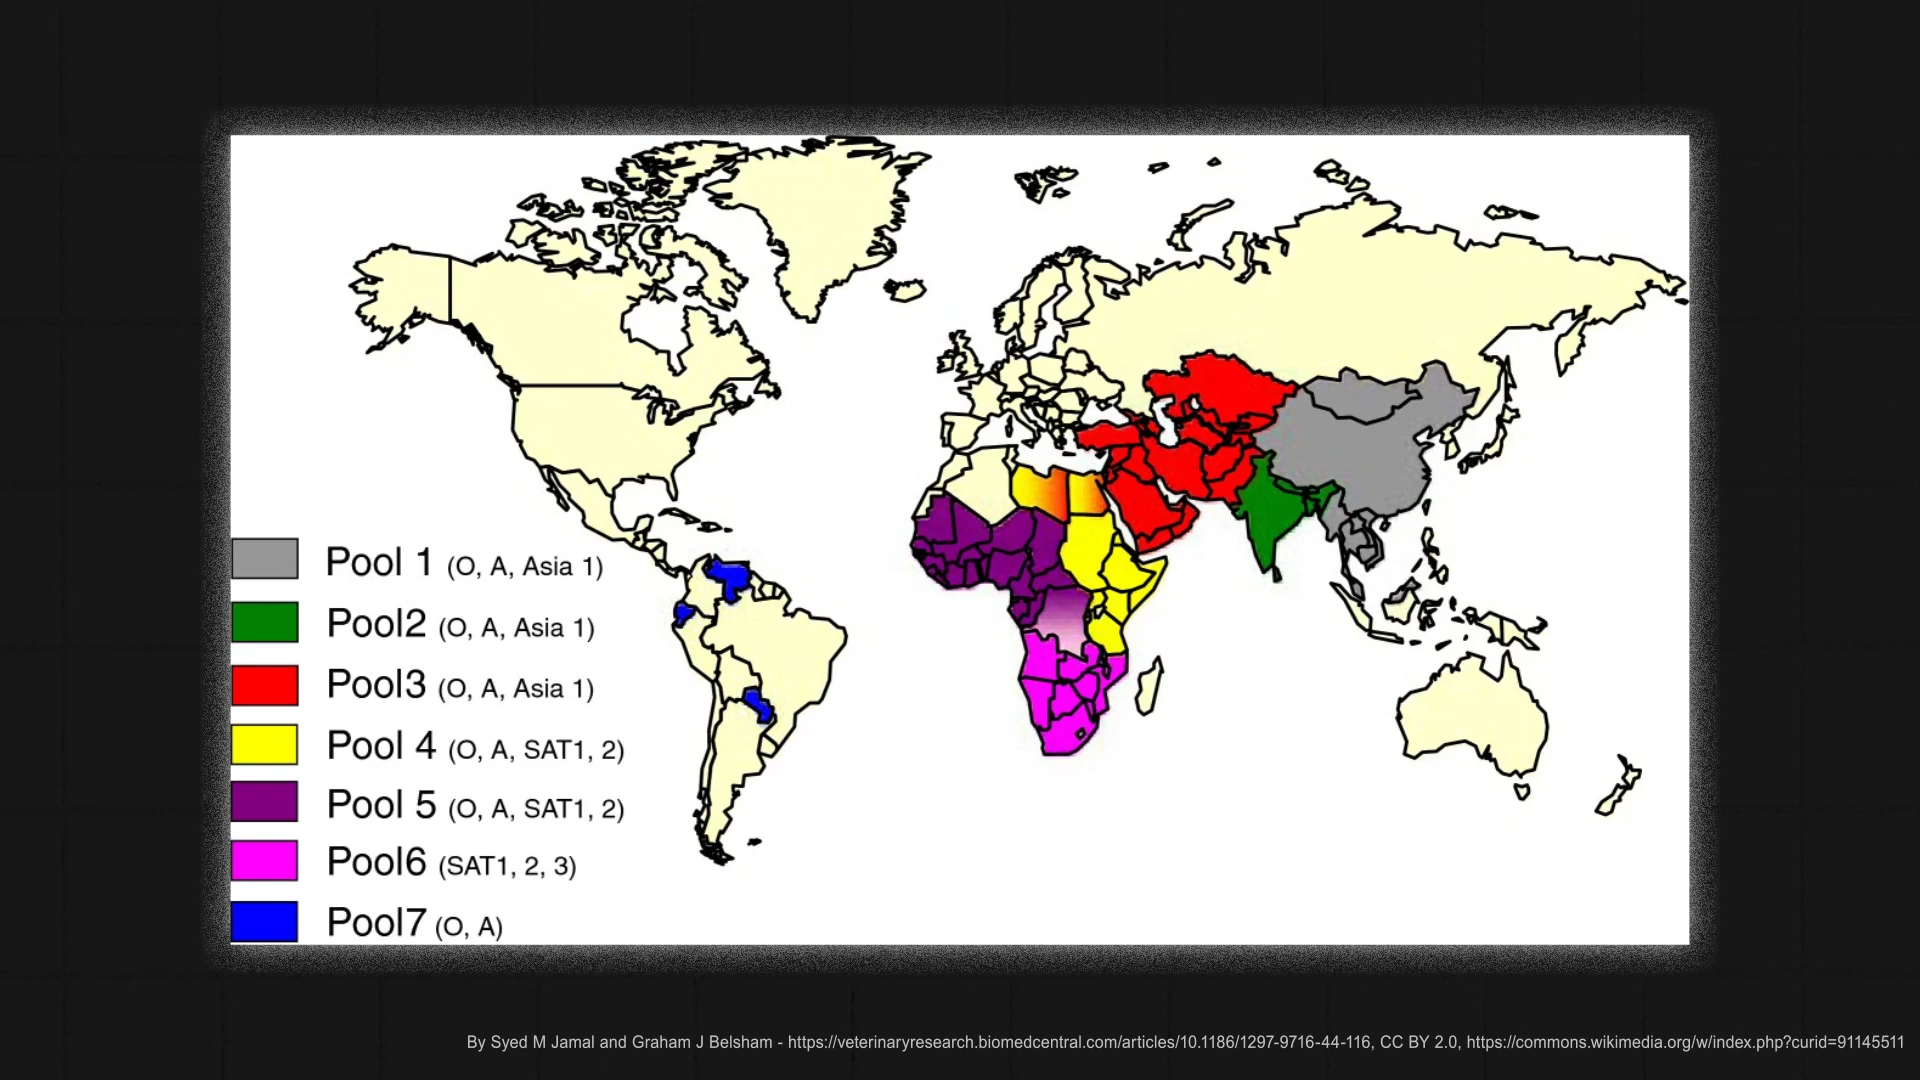 Pool 1 (O, A, Asia 1)
Pool2 (O, A, Asia 1)
Pool3 (O, A, Asia 1)
Pool 4 (O, A, SAT1, 2)
Pool 5 (O, A, SAT1, 2)
Pool6 (SAT1, 2, 3)
Pool7 (O, A)
By Syed M Jamal and Graham J Belsham - https://veterinaryresearch.biomedcentral.com/articles/10.1186/1297-9716-44-116, CC BY 2.0, https://commons.wikimedia.org/w/index.php?curid=91145511